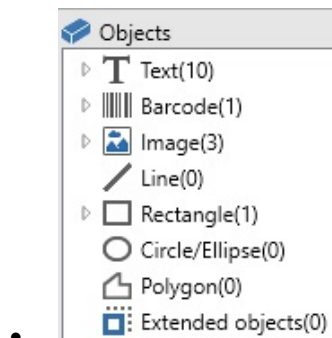 Objects
Text(10)
Barcode(1)
Image(3)
Line(0)
Rectangle(1)
Circle/Ellipse(0)
Polygon(0)
Extended objects(0)